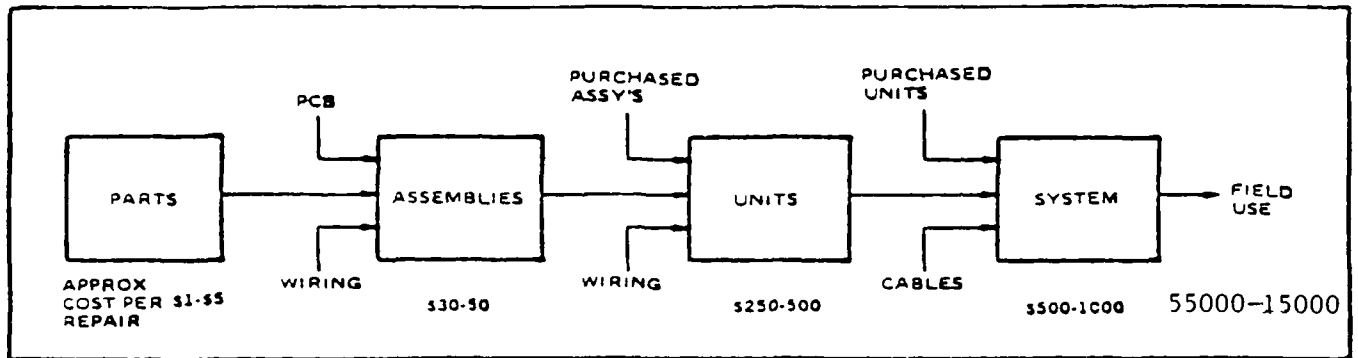 PCB
PURCHASED
ASSY'S
PURCHASED
UNITS
PARTS
ASSEMBLIES
UNITS
SYSTEM
FIELD
USE
WIRING
WIRING
CABLES
APPROX
COST PER $1-$5
REPAIR
$30-50
$250-500
$500-1000
55000-15000